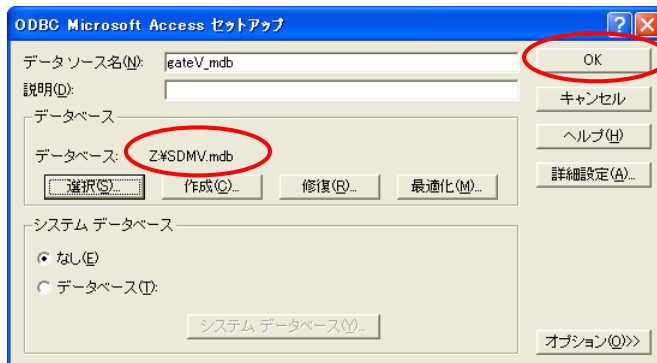 ODBC Microsoft Access セットアップ
データ ソース名(N): gateV_mdb
OK
説明(D):
キャンセル
データベース
ヘルプ(H)
データベース: Z:¥SDMV.mdb
詳細設定(A)...
選択(S)... 作成(C)... 修復(R)... 最適化(M)...
システム データベース
なし(E)
データベース(T):
システム データベース(Y)...
オプション(O)>>